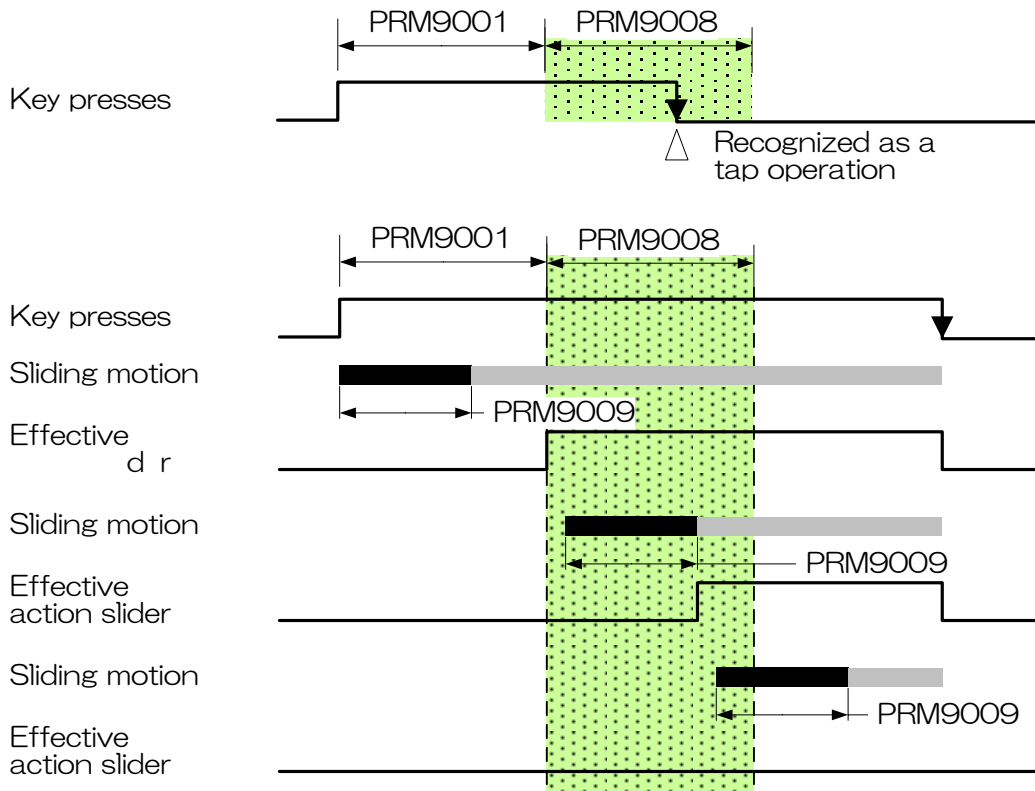 PRM9001 PRM9008
Key presses
Recognized as a
tap operation
PRM9001 PRM9008
Key presses
Sliding motion
PRM9009
Effective
d r
Sliding motion
PRM9009
Effective
action slider
Sliding motion
PRM9009
Effective
action slider